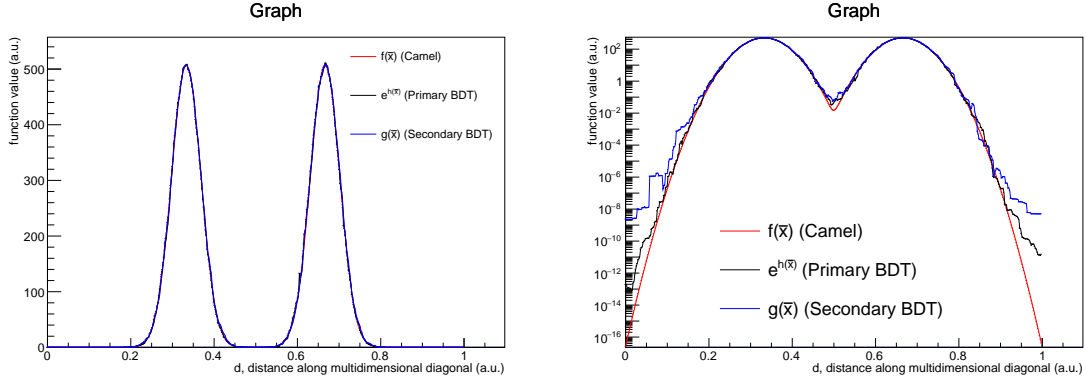 Graph
function value (a.u.)
500
400
300
200
100
0
0
0.2
0.4
0.6
0.8
1
d, distance along multidimensional diagonal (a.u.)
f(x̅) (Camel)
e^h(x̅) (Primary BDT)
g(x̅) (Secondary BDT)
Graph
function value (a.u.)
10²
1
10⁻²
10⁻⁴
10⁻⁶
10⁻⁸
10⁻¹⁰
10⁻¹²
10⁻¹⁴
10⁻¹⁶
0
0.2
0.4
0.6
0.8
1
d, distance along multidimensional diagonal (a.u.)
f(x̅) (Camel)
e^h(x̅) (Primary BDT)
g(x̅) (Secondary BDT)